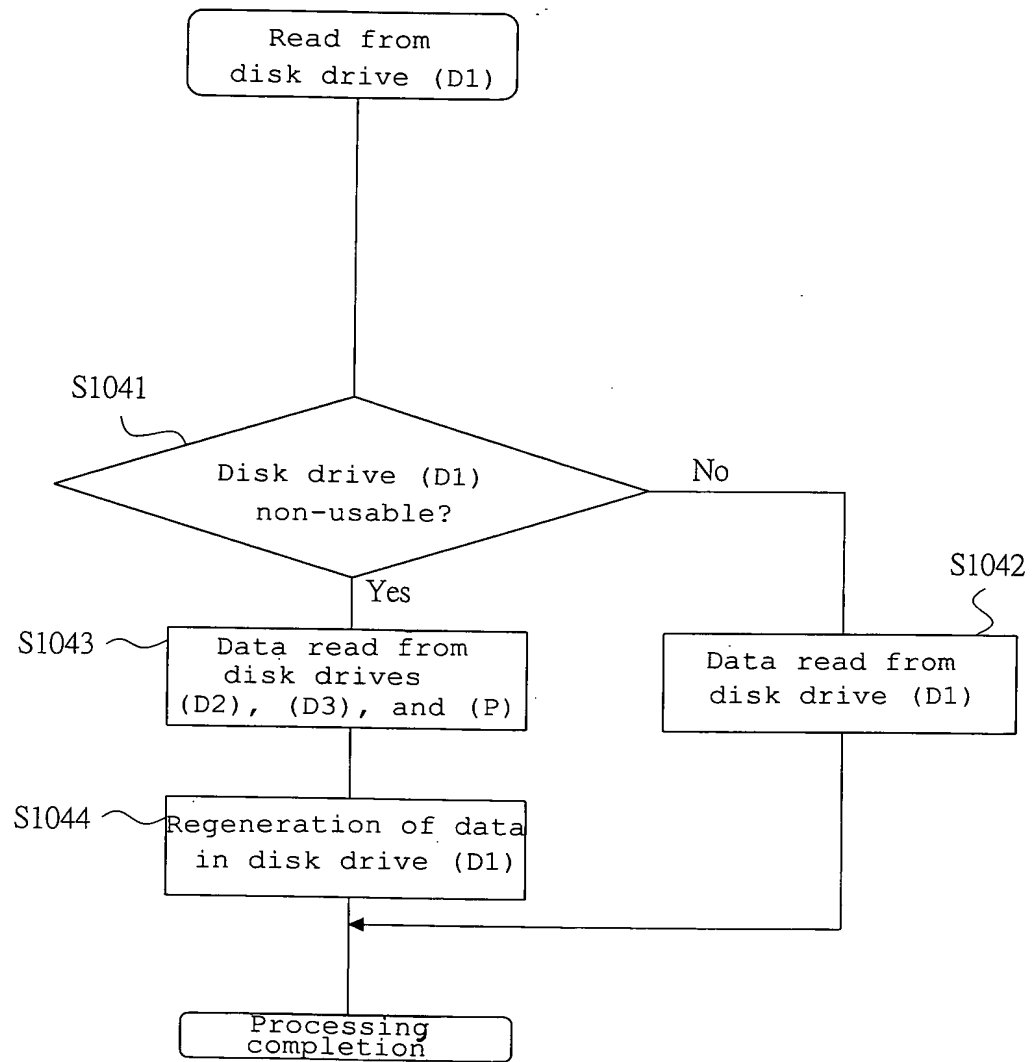 Read from
disk drive (D1)
S1041
Disk drive (D1)
non-usable?
No
Yes
S1042
S1043
Data read from
disk drives
(D2), (D3), and (P)
Data read from
disk drive (D1)
S1044
Regeneration of data
in disk drive (D1)
Processing
completion